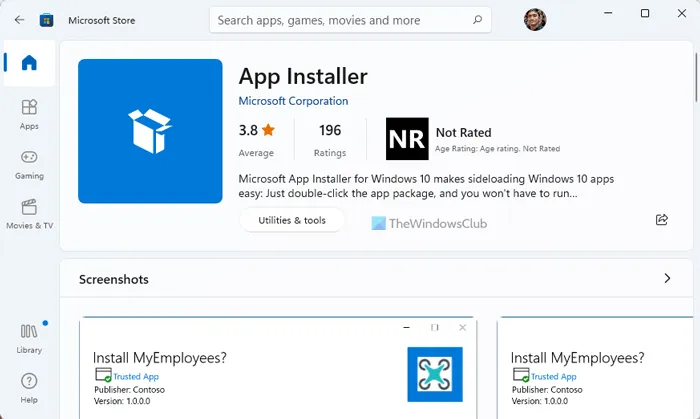 Microsoft Store
Search apps, games, movies and more
App Installer
Microsoft Corporation
3.8
196
NR
Not Rated
Average
Ratings
Age Rating: Age rating. Not Rated
Microsoft App Installer for Windows 10 makes sideloading Windows 10 apps
easy: Just double-click the app package, and you won't have to run...
Utilities & tools
TheWindowsClub
Apps
Gaming
Movies & TV
Library
Help
Screenshots
Install MyEmployees?
Trusted App
Publisher: Contoso
Version: 1.0.0.0
Install MyEmployees?
Trusted App
Publisher: Contoso
Version: 1.0.0.0